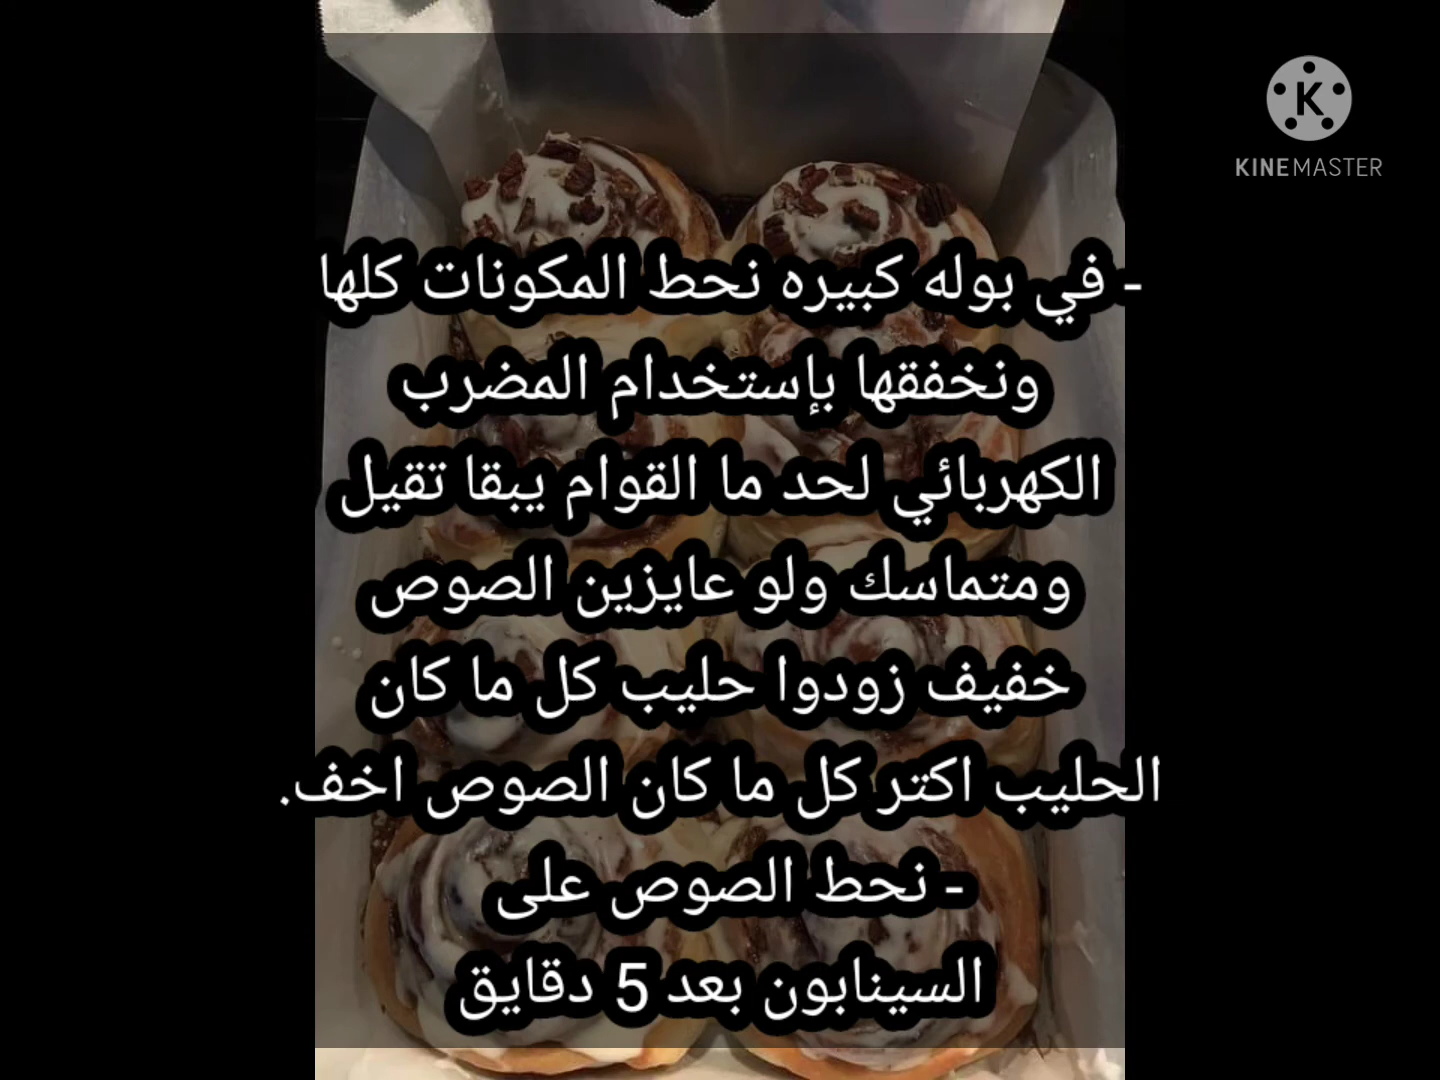 KINEMASTER
- في بوله كبيره نحط المكونات كلها
ونخفقها بإستخدام المضرب
الكهربائي لحد ما القوام يبقا تقيل
ومتماسك ولو عايزين الصوص
خفيف زودوا حليب كل ما كان
الحليب اكتر كل ما كان الصوص اخف.
- نحط الصوص على
السينابون بعد 5 دقايق